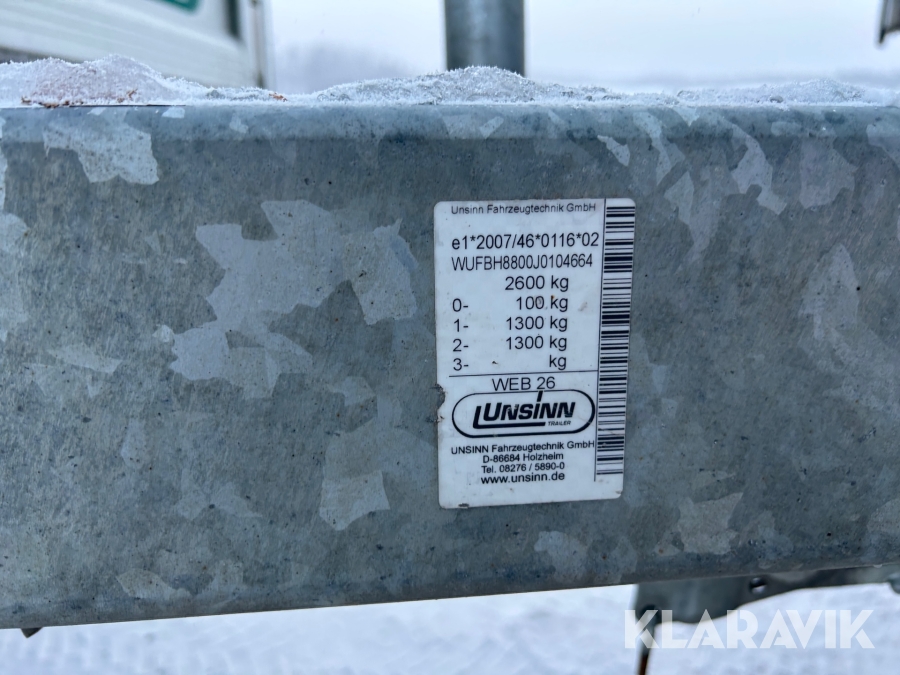 Unsinn Fahrzeugtechnik GmbH
e1*2007/46*0116*02
WUFBH8800J0104664
2600 kg
0- 100 kg
1- 1300 kg
2- 1300 kg
3- kg
WEB 26
UNSINN
TRAILER
UNSINN Fahrzeugtechnik GmbH
D-86684 Holzheim
Tel. 08276 / 5890-0
www.unsinn.de
KLARAVIK